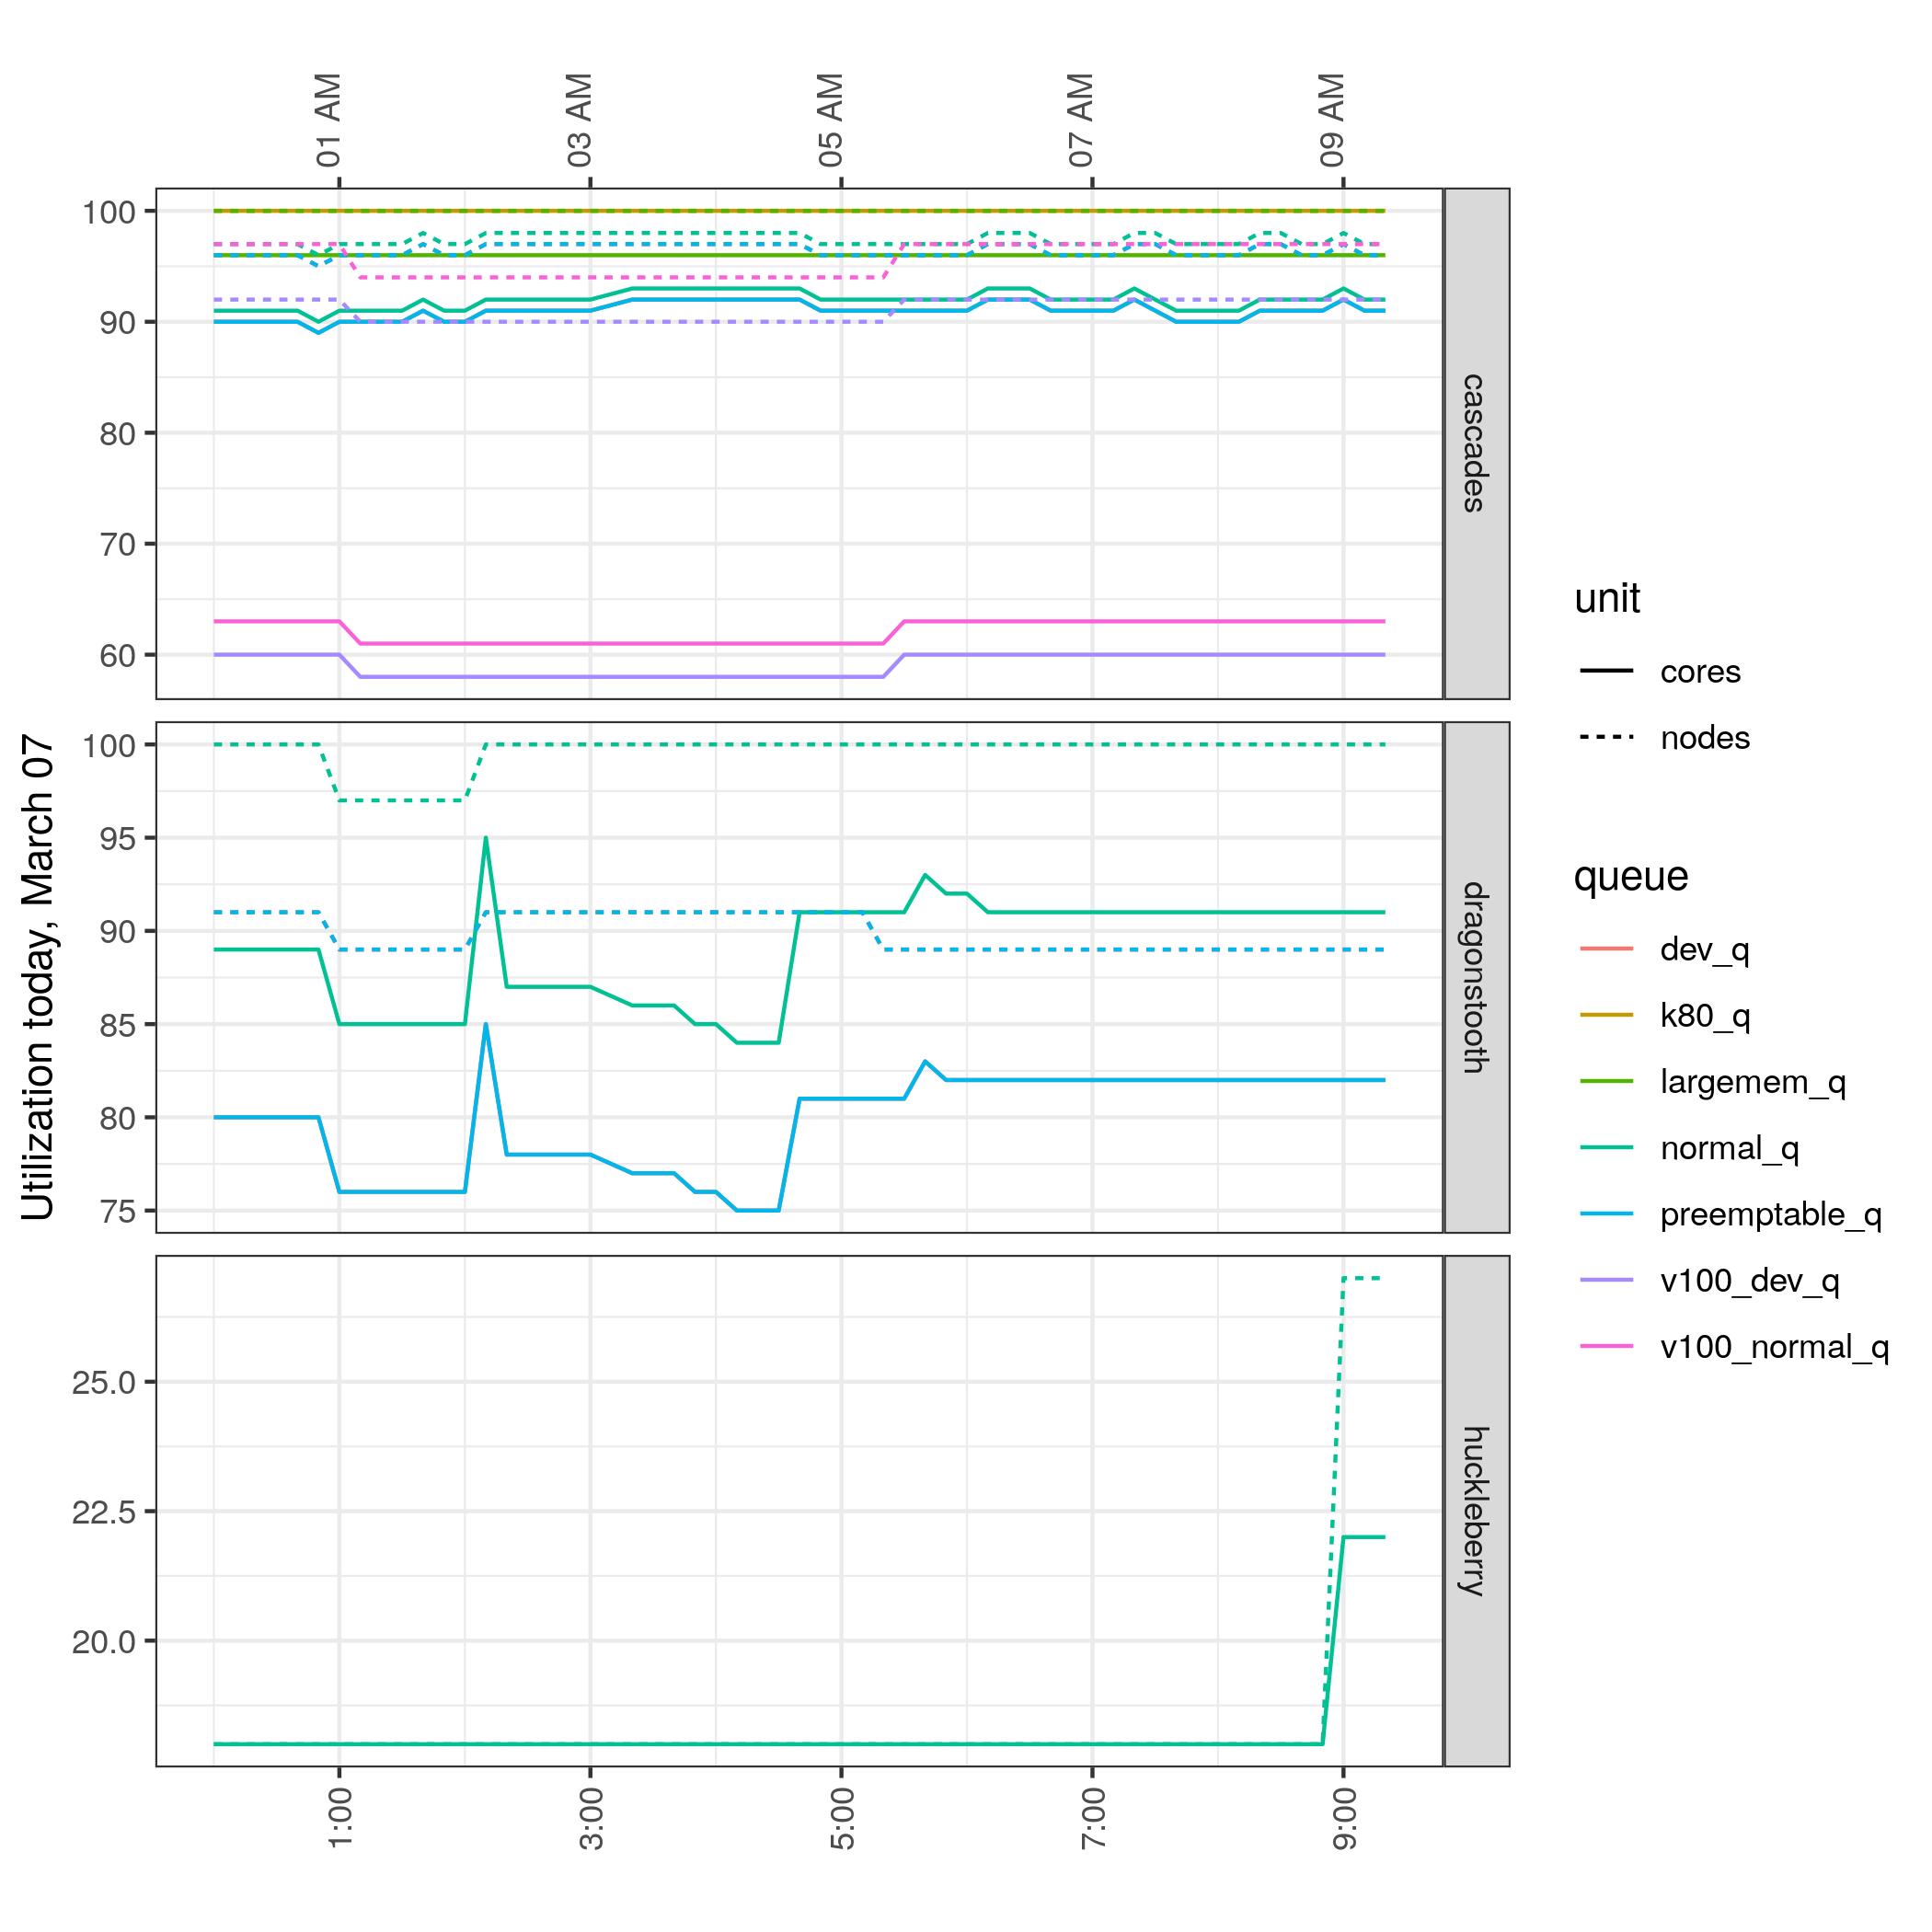 01 AM
03 AM
05 AM
07 AM
09 AM
Utilization today, March 07
100
90
80
70
60
cascades
100
95
90
85
80
75
dragonstooth
25.0
22.5
20.0
huckleberry
1:00
3:00
5:00
7:00
9:00
unit
cores
nodes
queue
dev_q
k80_q
largemem_q
normal_q
preemptable_q
v100_dev_q
v100_normal_q